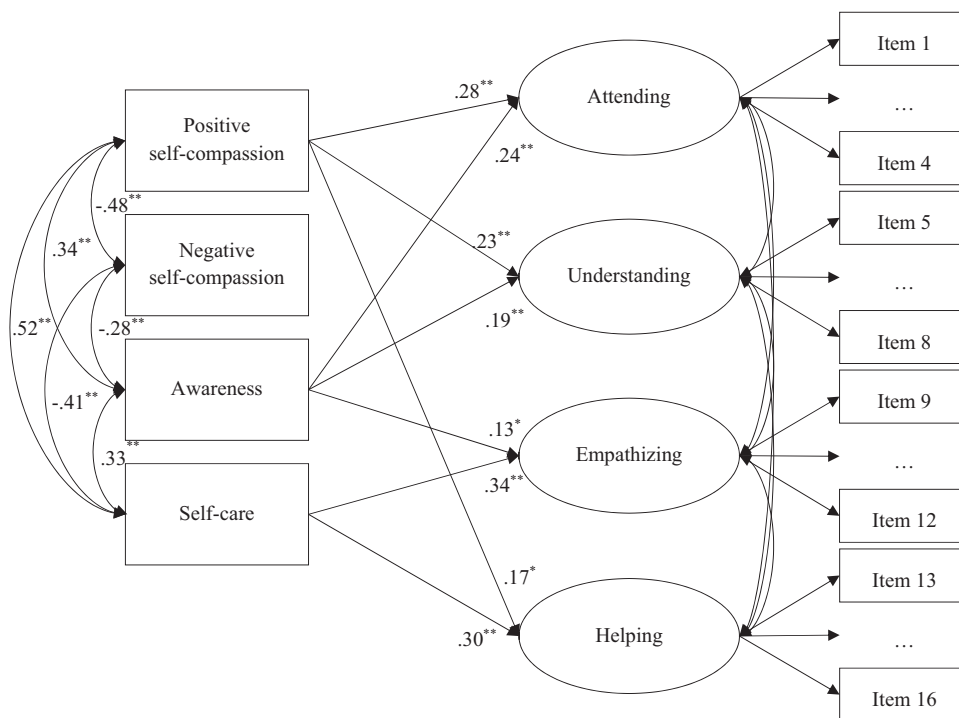 Positive
self-compassion
Negative
self-compassion
Awareness
Self-care
-.48**
.34**
.52**
-.28**
-.41**
.33**
.28**
.24**
.23**
.19**
.13*
.34**
.17*
.30**
Attending
Understanding
Empathizing
Helping
Item 1
...
Item 4
Item 5
...
Item 8
Item 9
...
Item 12
Item 13
...
Item 16